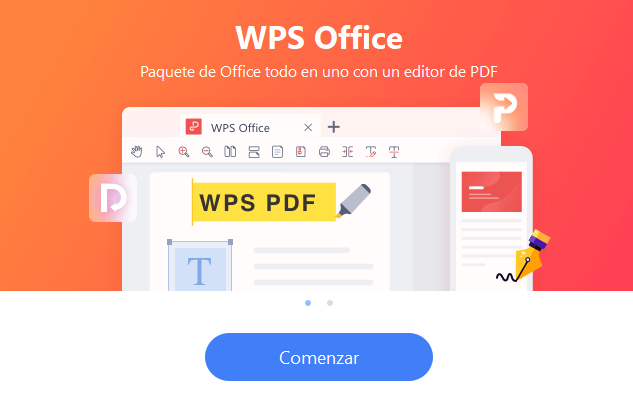 WPS Office
Paquete de Office todo en uno con un editor de PDF
WPS Office
WPS PDF
T
Comenzar